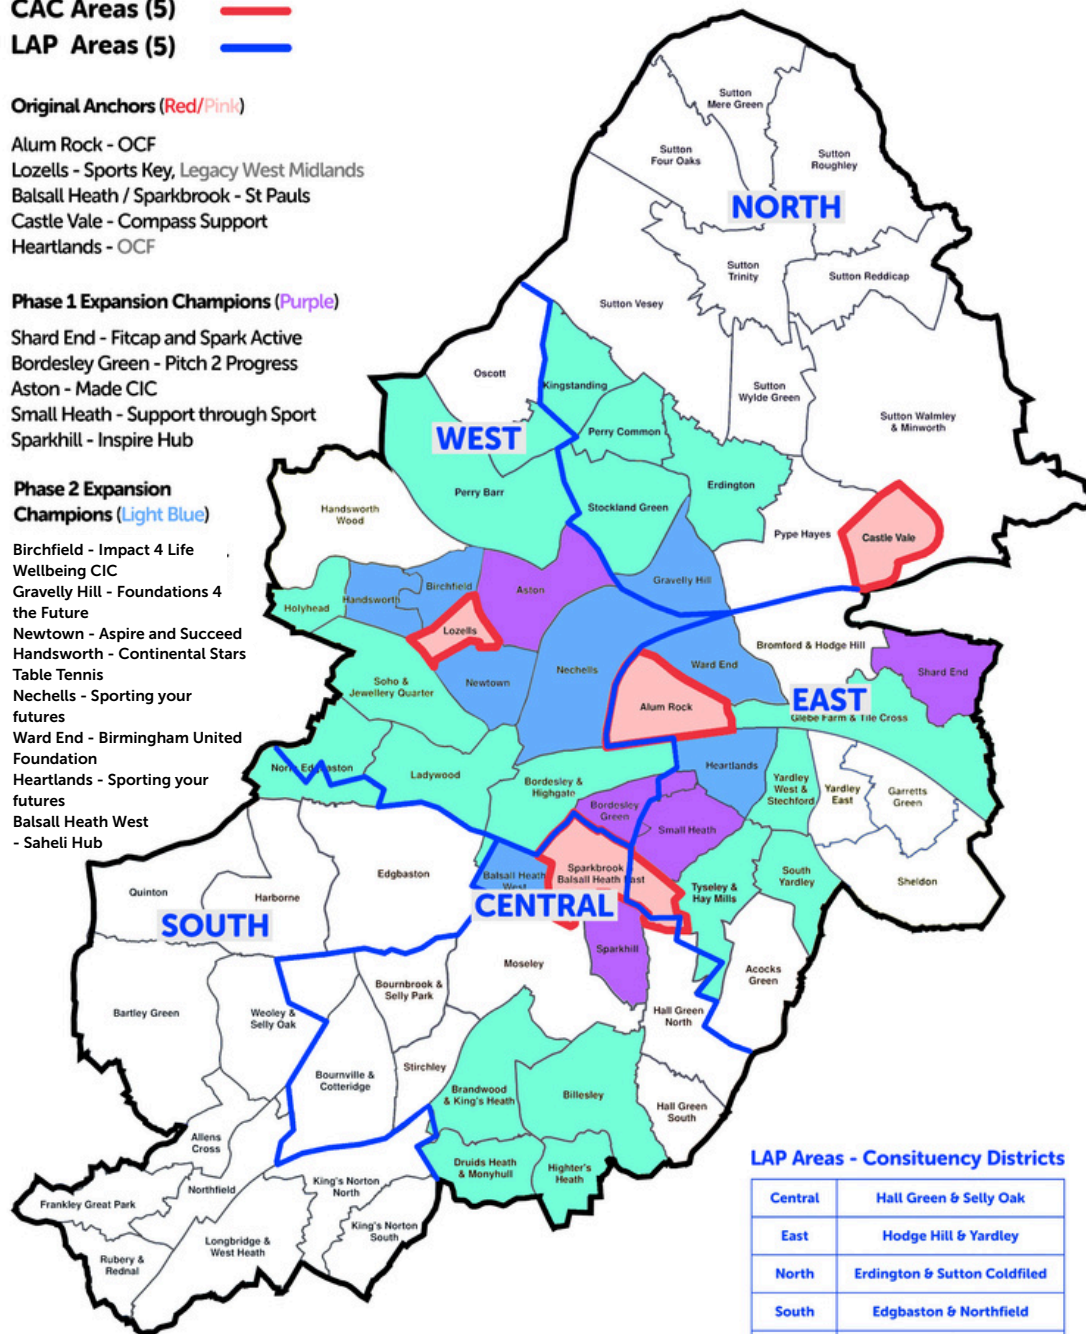 CAC Areas (5)
LAP Areas (5)
Original Anchors (Red/Pink)
Alum Rock - OCF
Lozells - Sports Key, Legacy West Midlands
Balsall Heath / Sparkbrook - St Pauls
Castle Vale - Compass Support
Heartlands - OCF
Phase 1 Expansion Champions (Purple)
Shard End - Fitcap and Spark Active
Bordesley Green - Pitch 2 Progress
Aston - Made CIC
Small Heath - Support through Sport
Sparkhill - Inspire Hub
Phase 2 Expansion
Champions (Light Blue)
Birchfield - Impact 4 Life
Wellbeing CIC
Gravelly Hill - Foundations 4
the Future
Newtown - Aspire and Succeed
Handsworth - Continental Stars
Table Tennis
Nechells - Sporting your
futures
Ward End - Birmingham United
Foundation
Heartlands - Sporting your
futures
Balsall Heath West
- Saheli Hub
Sutton
Mere Green
Sutton
Four Oaks
Sutton
Roughley
NORTH
Sutton
Trinity
Sutton Reddicap
Sutton Vesey
Oscott
Kingstanding
Sutton
Wylde Green
Sutton Walmley
& Minworth
WEST
Perry Common
Perry Barr
Erdington
Stockland Green
Handsworth
Wood
Pype Hayes
Castle Vale
Holyhead
Handsworth
Birchfield
Aston
Gravelly Hill
Lozells
Bromford & Hodge Hill
Soho &
Jewellery Quarter
Newtown
Nechells
Ward End
Shard End
Alum Rock
EAST
Glebe Farm & Tile Cross
North Edgbaston
Ladywood
Bordesley &
Highgate
Heartlands
Yardley
West &
Stechford
Yardley
East
Garretts
Green
Bordesley
Green
Small Heath
Edgbaston
Balsall Heath
West
Sparkbrook
Balsall Heath East
Tyseley &
Hay Mills
South
Yardley
Sheldon
Quinton
Harborne
SOUTH
CENTRAL
Sparkhill
Moseley
Acocks
Green
Bournbrook &
Selly Park
Bartley Green
Weoley &
Selly Oak
Hall Green
North
Bournville &
Cotteridge
Stirchley
Brandwood
& King's Heath
Billesley
Hall Green
South
Allens
Cross
Druids Heath
& Monyhull
Highter's
Heath
Northfield
King's Norton
North
Frankley Great Park
King's Norton
South
Longbridge &
West Heath
Rubery &
Rednal
LAP Areas - Consituency Districts
Central Hall Green & Selly Oak
East Hodge Hill & Yardley
North Erdington & Sutton Coldfiled
South Edgbaston & Northfield